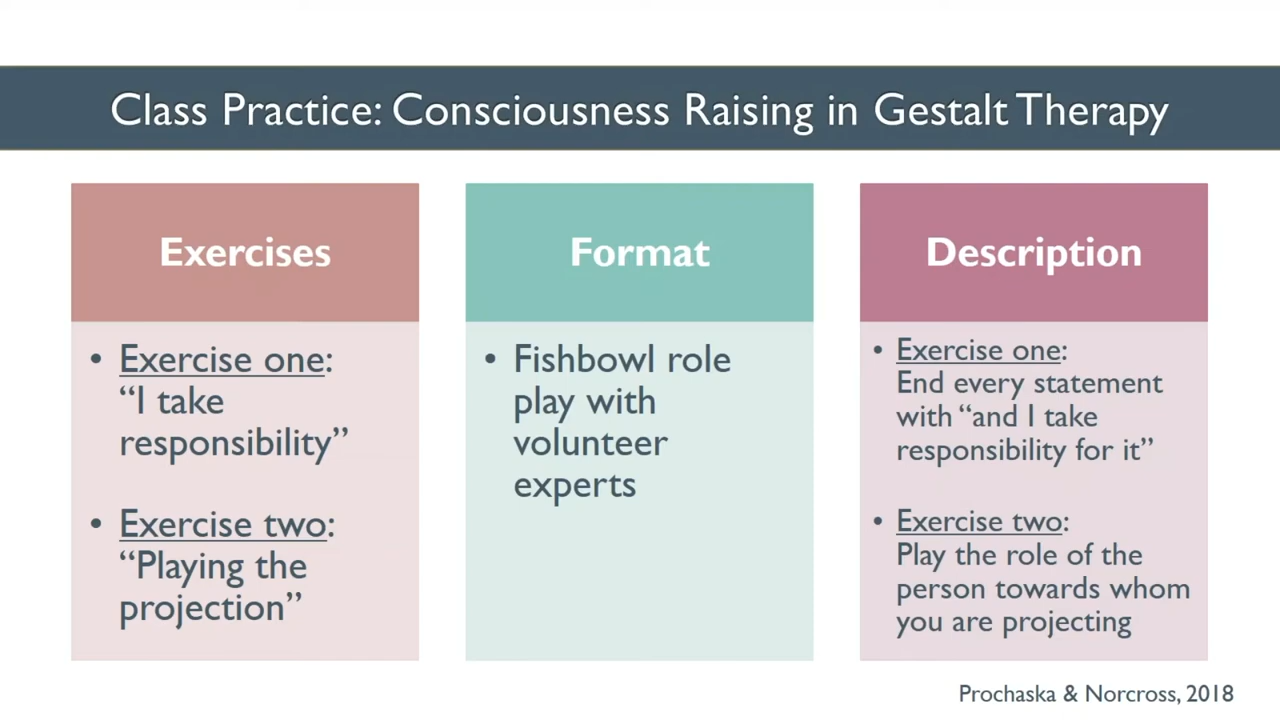 Class Practice: Consciousness Raising in Gestalt Therapy
Exercises
• Exercise one:
“I take
responsibility”
• Exercise two:
“Playing the
projection”
Format
• Fishbowl role
play with
volunteer
experts
Description
• Exercise one:
End every statement
with “and I take
responsibility for it”
• Exercise two:
Play the role of the
person towards whom
you are projecting
Prochaska & Norcross, 2018